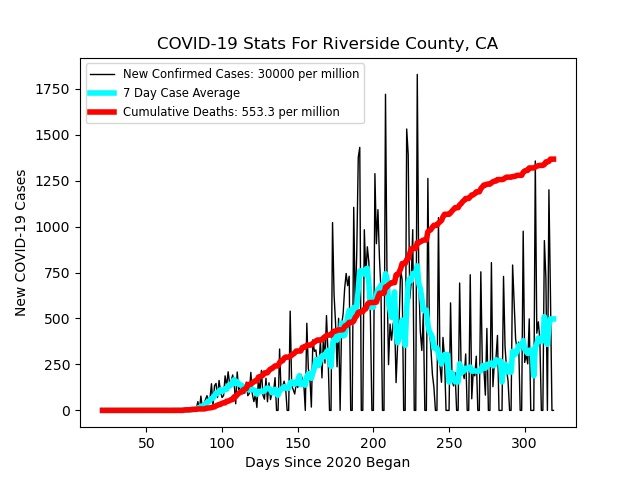 COVID-19 Stats For Riverside County, CA
New Confirmed Cases: 30000 per million
7 Day Case Average
Cumulative Deaths: 553.3 per million
New COVID-19 Cases
1750
1500
1250
1000
750
500
250
0
50 100 150 200 250 300
Days Since 2020 Began